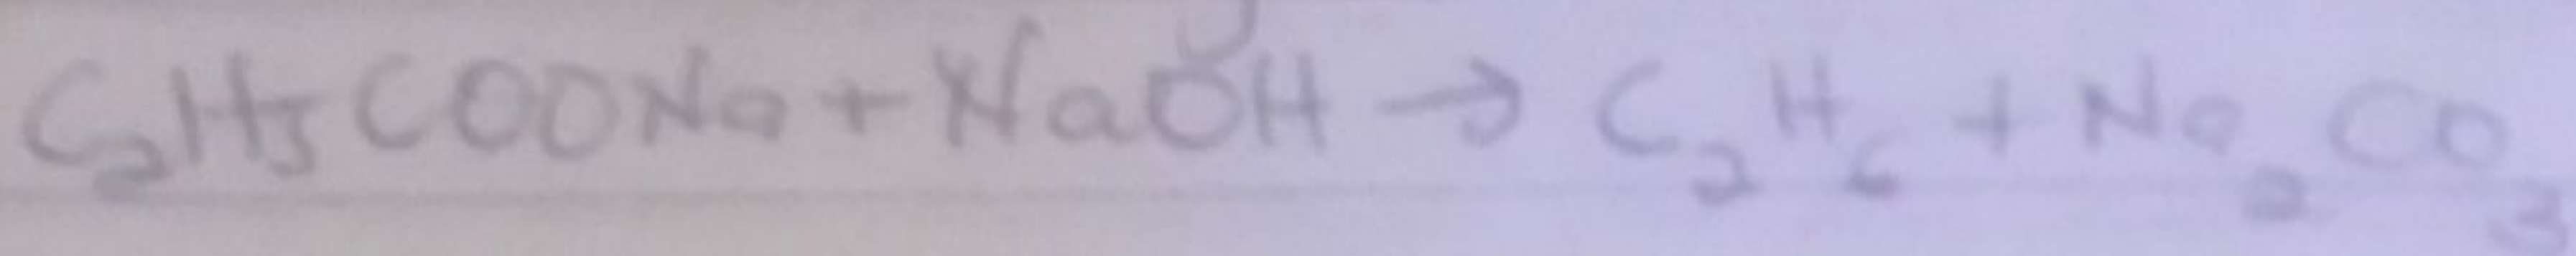 C₂H₅COONa + NaOH → C₂H₆ + Na₂CO₃